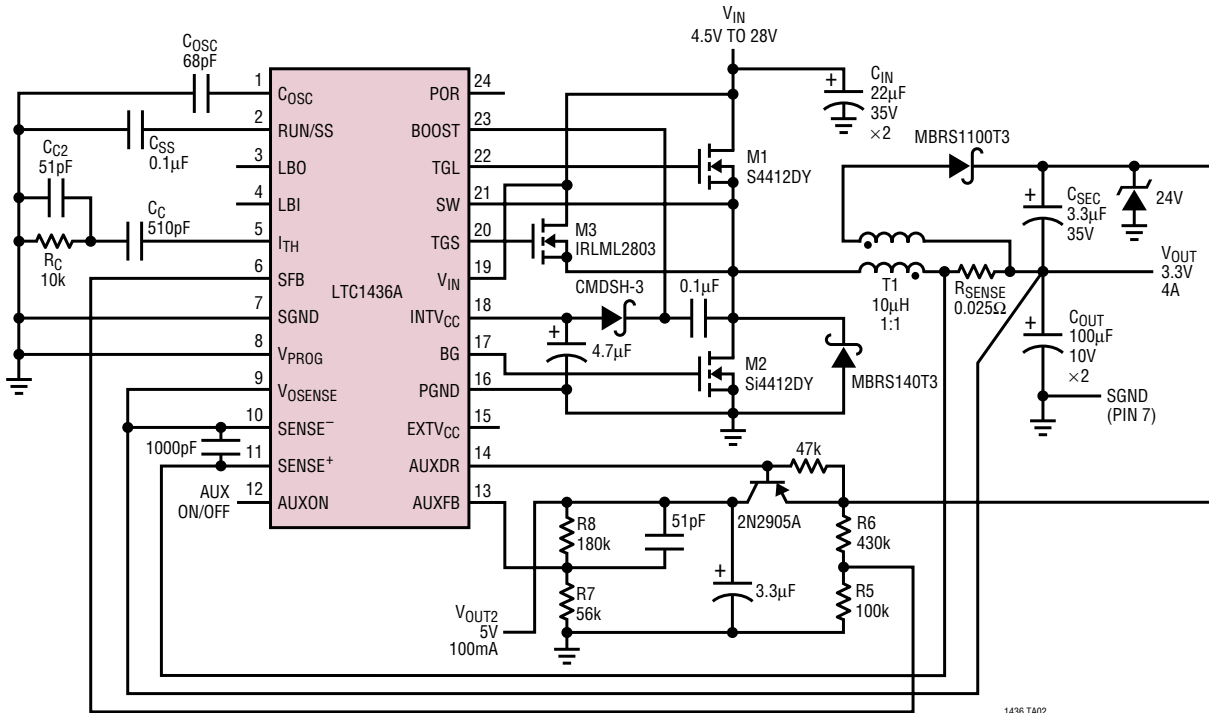 V_IN
4.5V TO 28V
C_OSC
68pF
1
C_OSC
2
RUN/SS
C_SS
0.1µF
3
LBO
4
LBI
C_C2
51pF
C_C
510pF
5
I_TH
R_C
10k
6
SFB
7
SGND
8
V_PROG
9
V_OSENSE
10
SENSE⁻
1000pF
11
SENSE⁺
AUX
ON/OFF
12
AUXON
LTC1436A
24
POR
23
BOOST
22
TGL
21
SW
20
TGS
19
V_IN
18
INTV_CC
17
BG
16
PGND
15
EXTV_CC
14
AUXDR
13
AUXFB
+
C_IN
22µF
35V
×2
M1
S4412DY
M3
IRLML2803
CMDSH-3
0.1µF
+
4.7µF
M2
Si4412DY
MBRS140T3
MBRS1100T3
+
C_SEC
3.3µF
35V
24V
T1
10µH
1:1
R_SENSE
0.025Ω
V_OUT
3.3V
4A
+
C_OUT
100µF
10V
×2
SGND
(PIN 7)
47k
2N2905A
R8
180k
51pF
R7
56k
+
3.3µF
R6
430k
R5
100k
V_OUT2
5V
100mA
1436 TA02